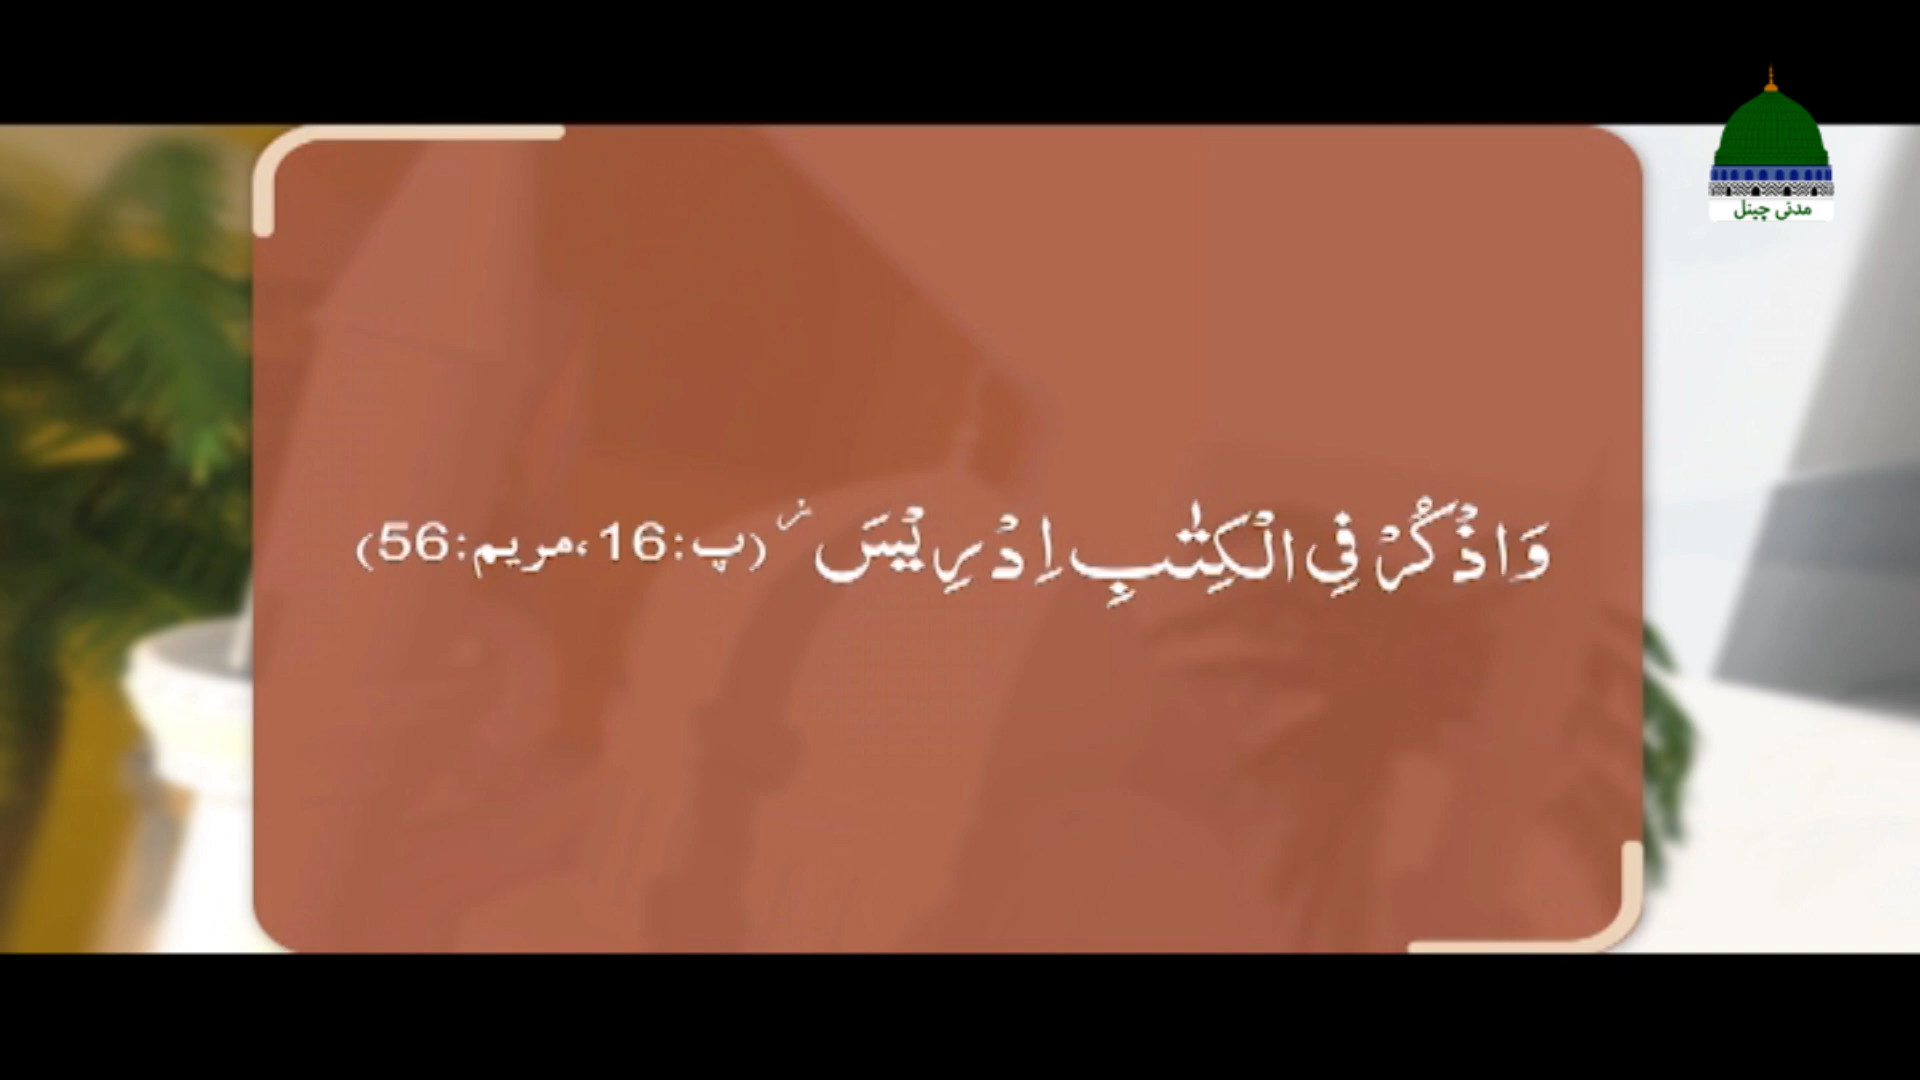 مدنی چینل
وَاذْكُرْ فِی الْكِتٰبِ اِدْرِیْسَ٘ (پ:16،مریم:56)